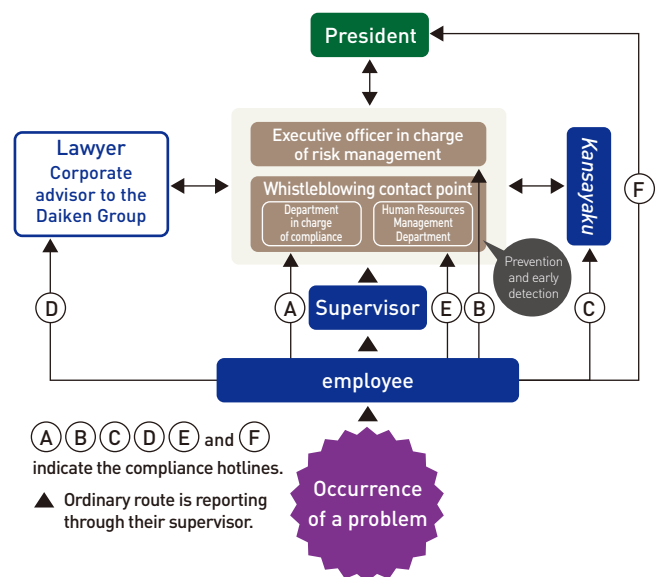 President
Executive officer in charge
of risk management
Lawyer
Corporate
advisor to the
Daiken Group
Whistleblowing contact point
Department
in charge
of compliance
Human Resources
Management
Department
Kansayaku
F
Prevention
and early
detection
D
A
Supervisor
E
B
C
employee
A B C D E and F
indicate the compliance hotlines.
▲ Ordinary route is reporting
through their supervisor.
Occurrence
of a problem